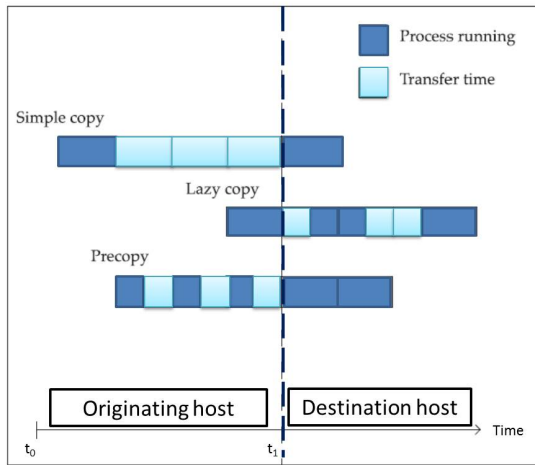 Process running
Transfer time
Simple copy
Lazy copy
Precopy
Originating host
Destination host
Time
t0
t1